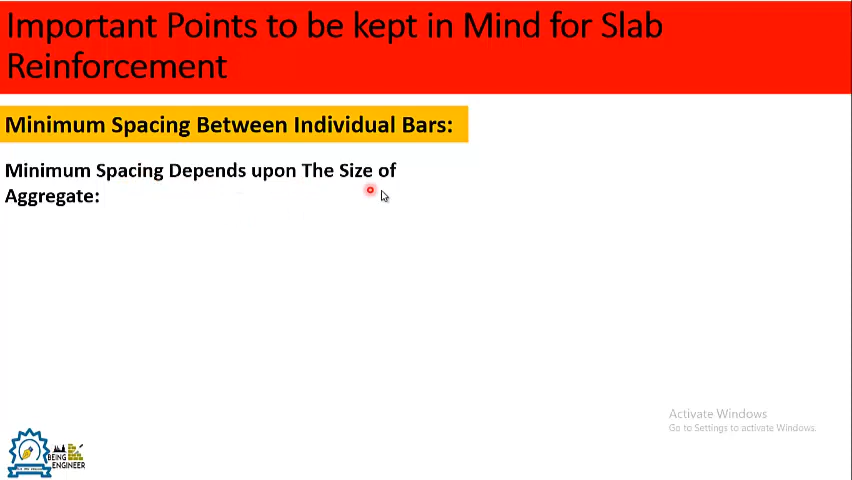 Important Points to be kept in Mind for Slab
Reinforcement
Minimum Spacing Between Individual Bars:
Minimum Spacing Depends upon The Size of
Aggregate:
Activate Windows
Go to Settings to activate Windows.
BEING
ENGINEER